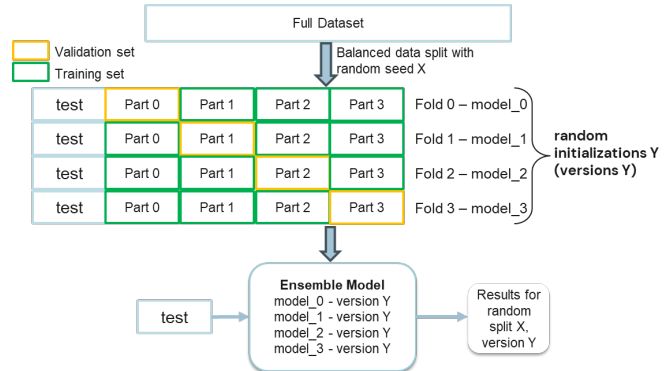 Full Dataset
Validation set
Training set
Balanced data split with
random seed X
test Part 0 Part 1 Part 2 Part 3 Fold 0 – model_0
test Part 0 Part 1 Part 2 Part 3 Fold 1 – model_1
test Part 0 Part 1 Part 2 Part 3 Fold 2 – model_2
test Part 0 Part 1 Part 2 Part 3 Fold 3 – model_3
random
initializations Y
(versions Y)
test
Ensemble Model
model_0 - version Y
model_1 - version Y
model_2 - version Y
model_3 - version Y
Results for
random
split X,
version Y